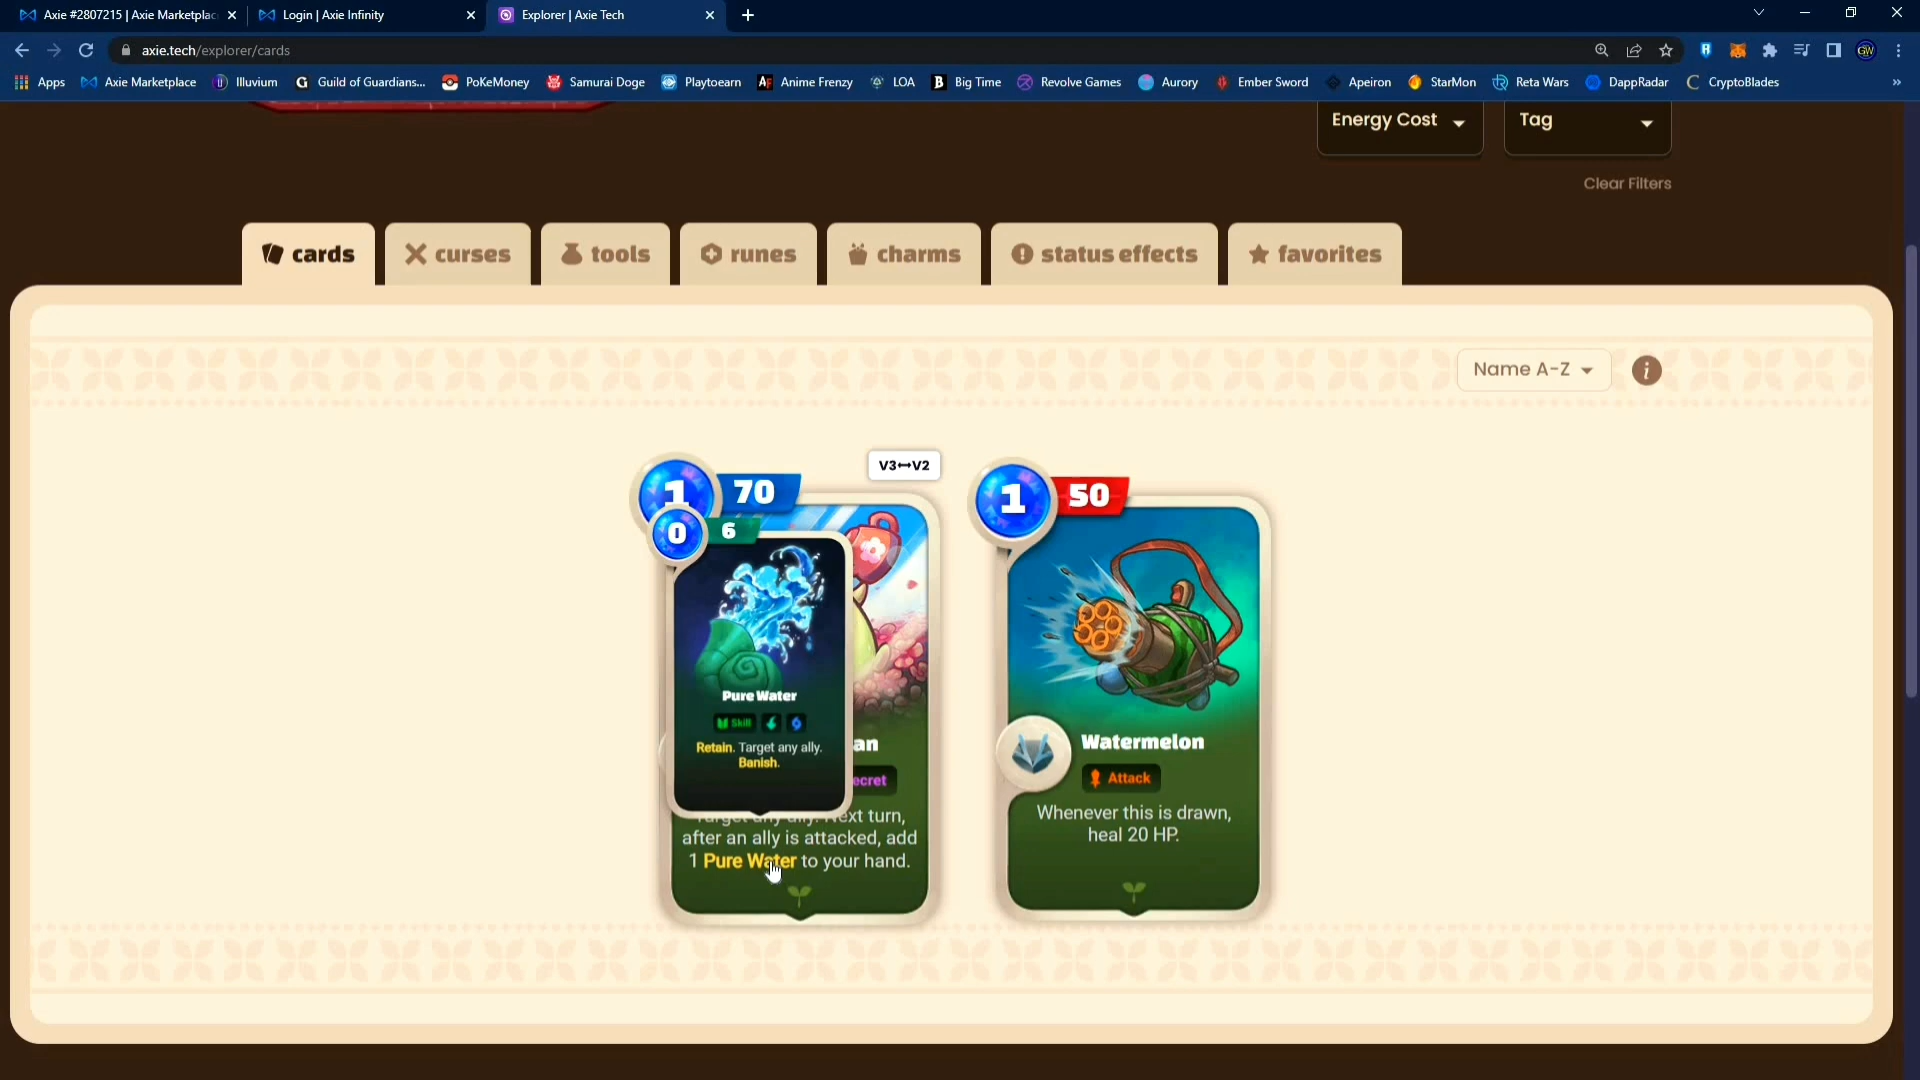 Axie #2807215 | Axie Marketplac
Login | Axie Infinity
Explorer | Axie Tech
axie.tech/explorer/cards
GW
Apps
Axie Marketplace
Illuvium
Guild of Guardians...
PoKeMoney
Samurai Doge
Playtoearn
Anime Frenzy
LOA
Big Time
Revolve Games
Aurory
Ember Sword
Apeiron
StarMon
Reta Wars
DappRadar
CryptoBlades
»
Energy Cost
Tag
Clear Filters
cards
curses
tools
runes
charms
status effects
favorites
Name A-Z
i
V3↔V2
1
70
0
6
Pure Water
Skill
Retain. Target any ally.
Banish.
an
ecret
ext turn,
after an ally is attacked, add
1 Pure Water to your hand.
1
50
Watermelon
Attack
Whenever this is drawn,
heal 20 HP.